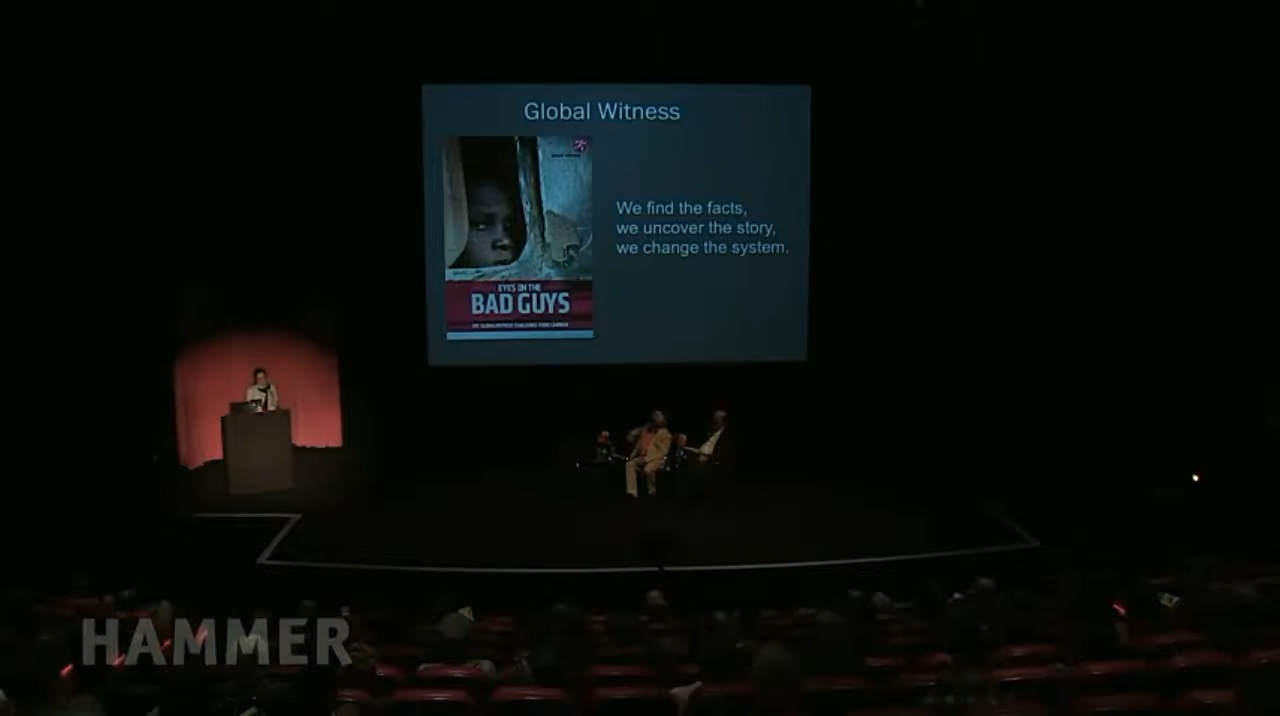 Global Witness
We find the facts,
we uncover the story,
we change the system.
EYES ON THE
BAD GUYS
HAMMER